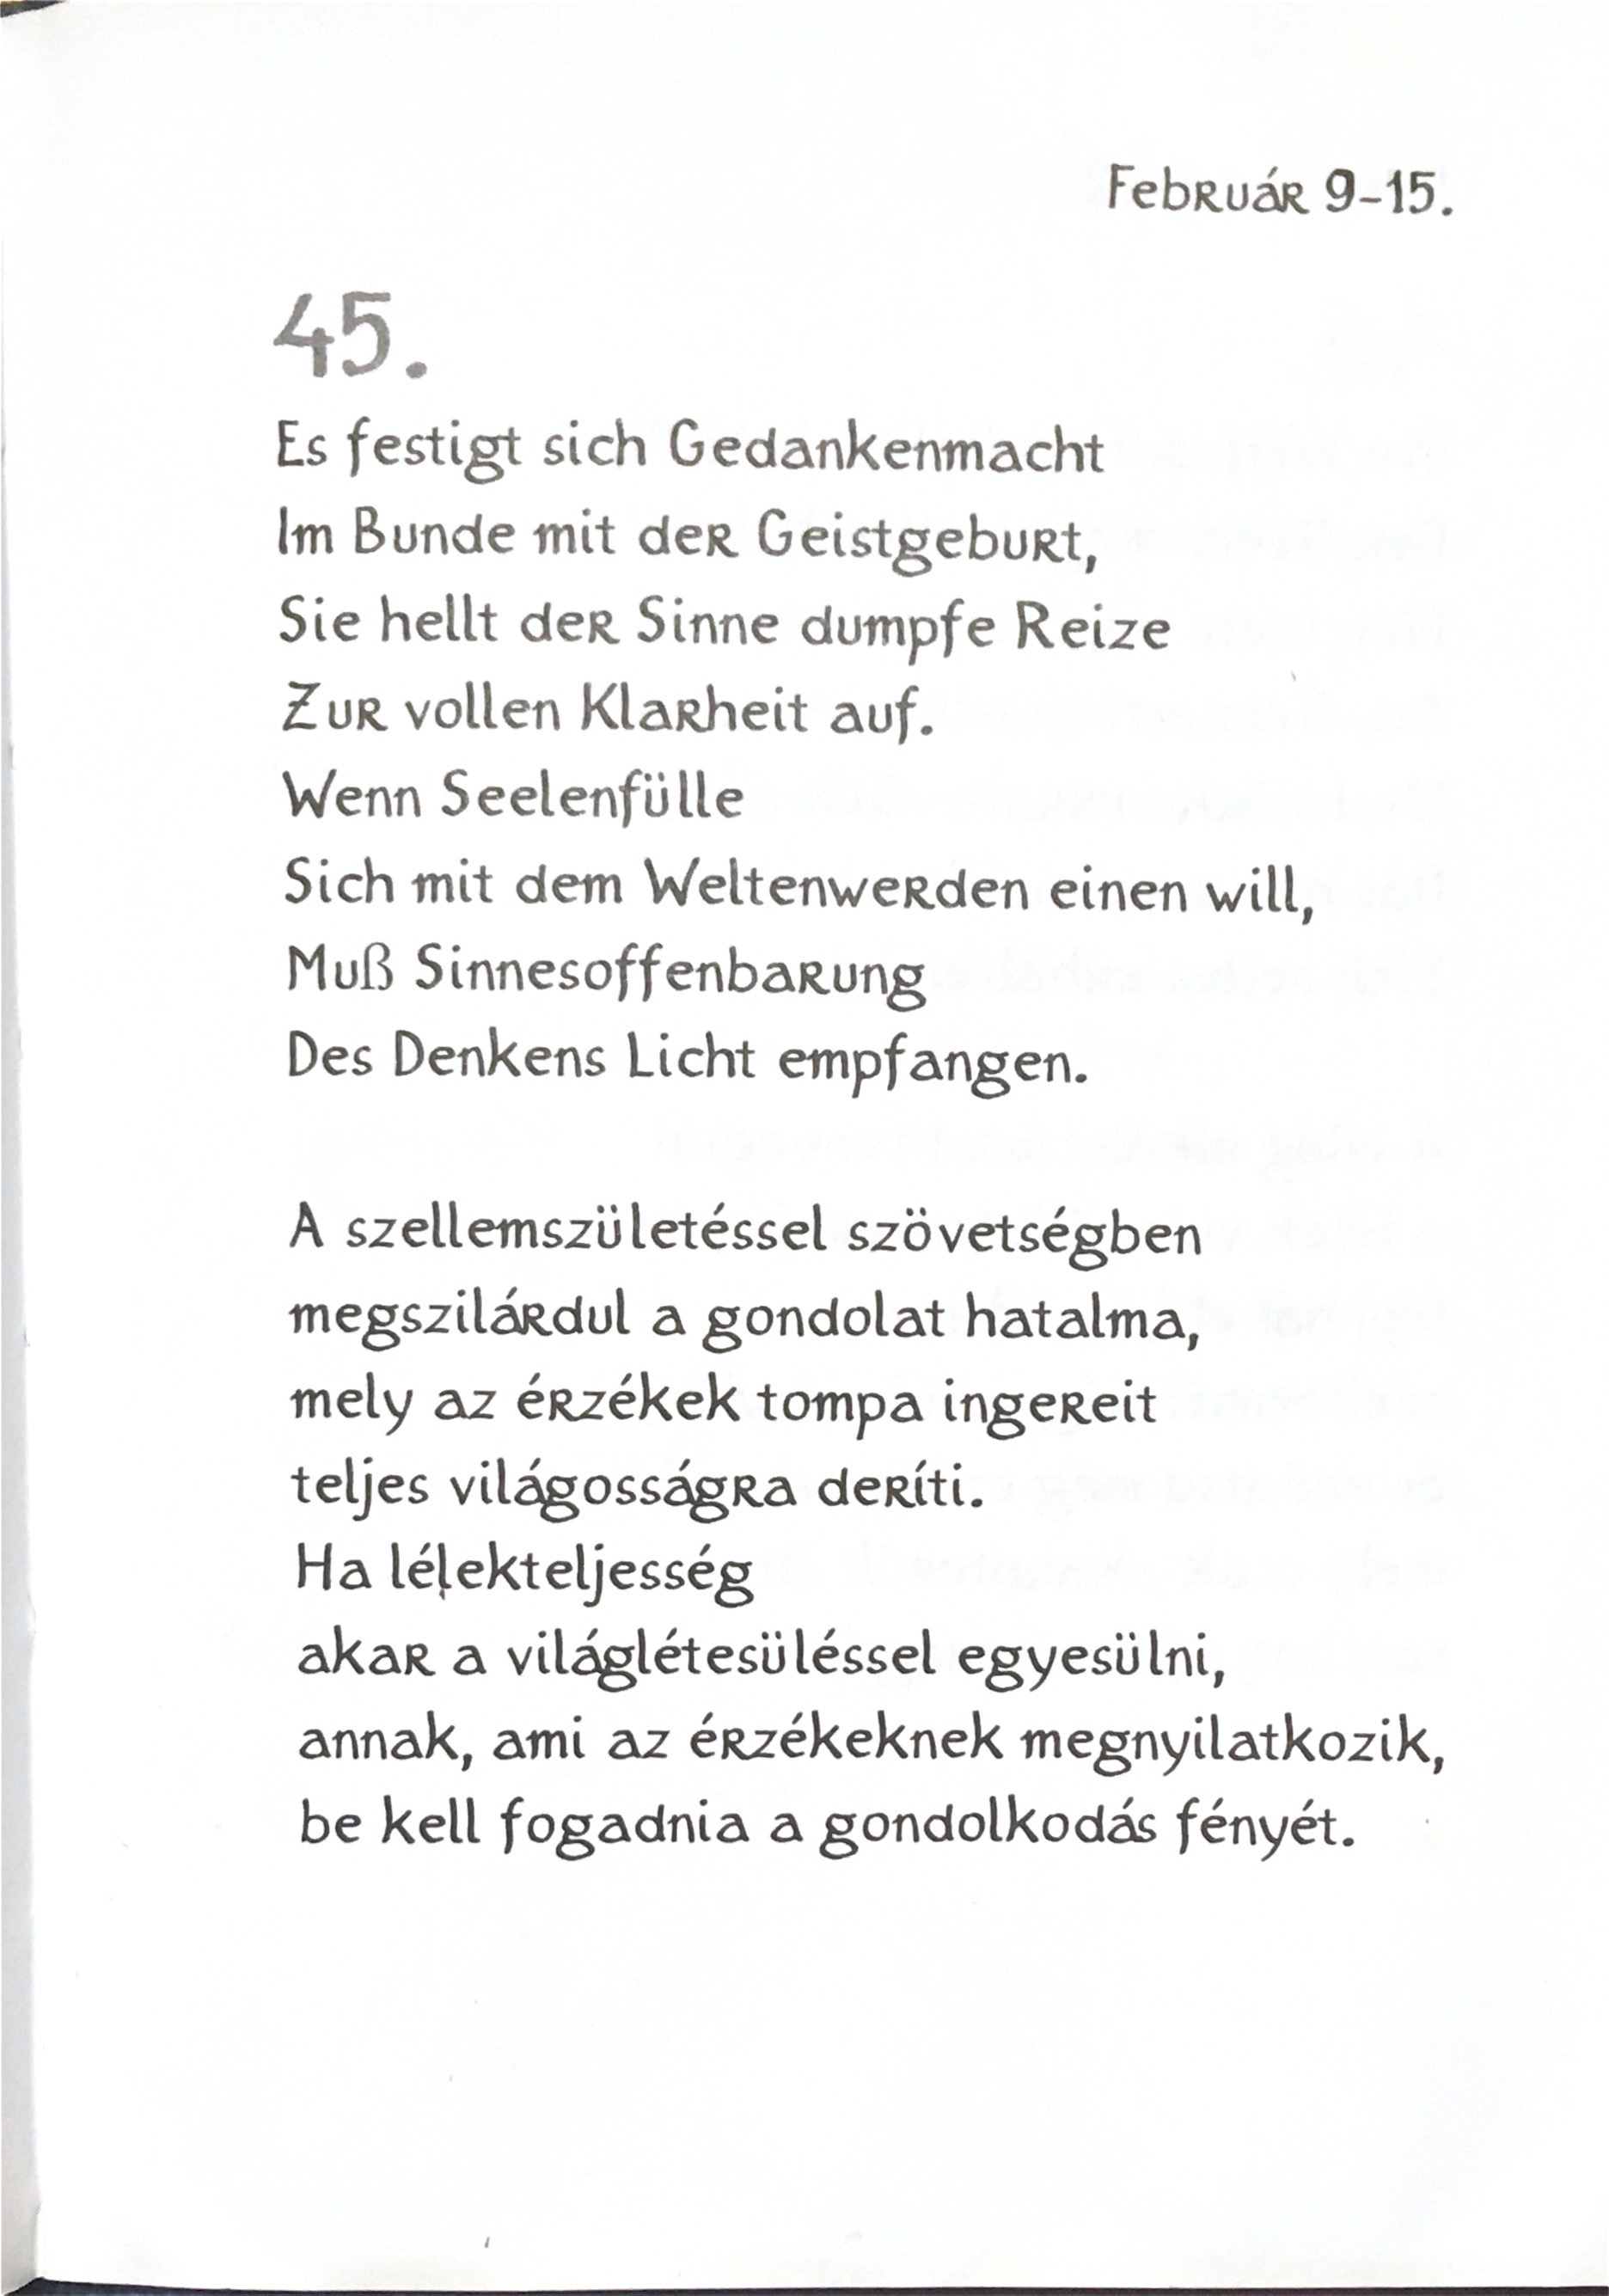 Február 9-15.
45.
Es festigt sich Gedankenmacht
Im Bunde mit der Geistgeburt,
Sie hellt der Sinne dumpfe Reize
Zur vollen Klarheit auf.
Wenn Seelenfülle
Sich mit dem Weltenwerden einen will,
Muß Sinnesoffenbarung
Des Denkens Licht empfangen.
A szellemszületéssel szövetségben
megszilárdul a gondolat hatalma,
mely az érzékek tompa ingereit
teljes világosságra deríti.
Ha lélekteljesség
akar a világlétesüléssel egyesülni,
annak, ami az érzékeknek megnyilatkozik,
be kell fogadnia a gondolkodás fényét.